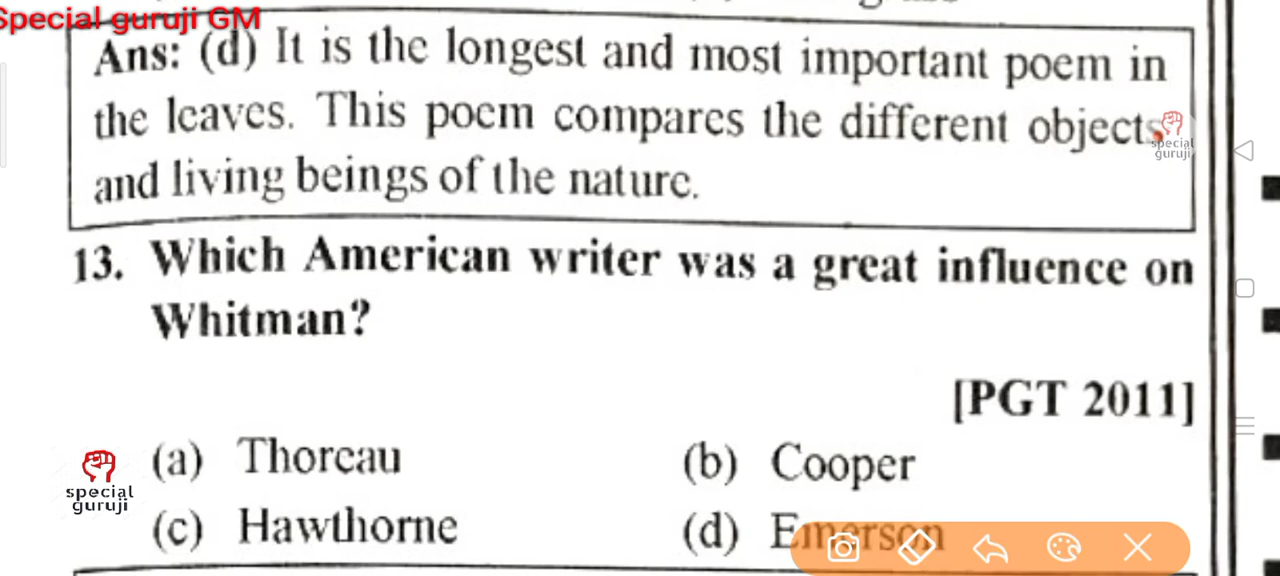 Special guruji GM
Ans: (d) It is the longest and most important poem in
the leaves. This poem compares the different objects
and living beings of the nature.
special
guruji
13. Which American writer was a great influence on
Whitman?
[PGT 2011]
(a) Thoreau (b) Cooper
special
guruji
(c) Hawthorne (d) Emerson